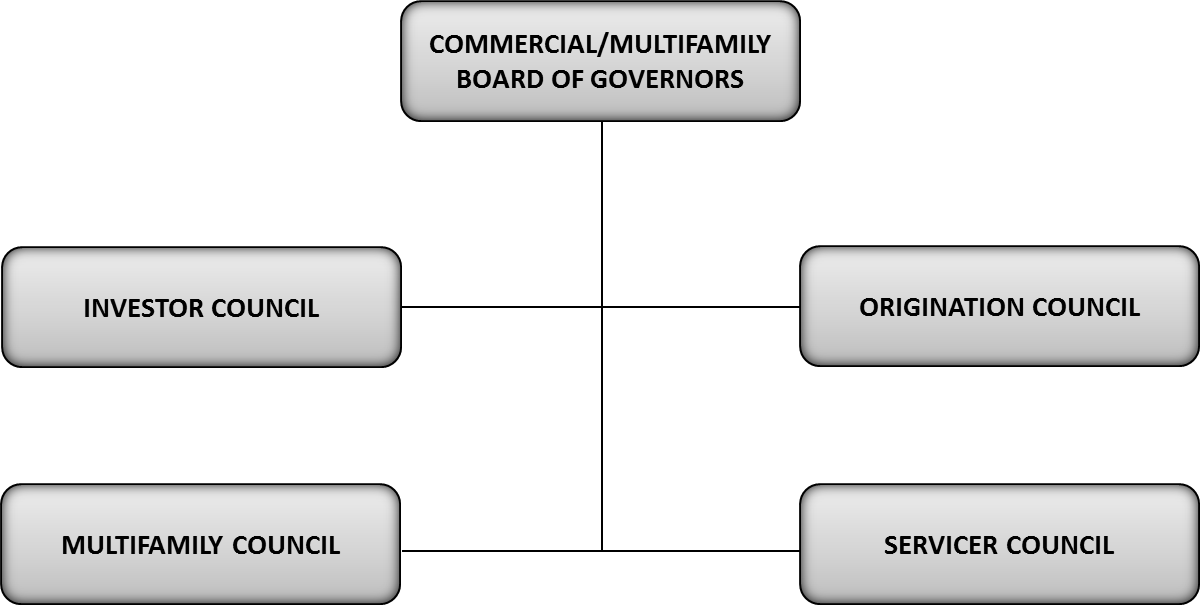 COMMERCIAL/MULTIFAMILY
BOARD OF GOVERNORS
INVESTOR COUNCIL
ORIGINATION COUNCIL
MULTIFAMILY COUNCIL
SERVICER COUNCIL